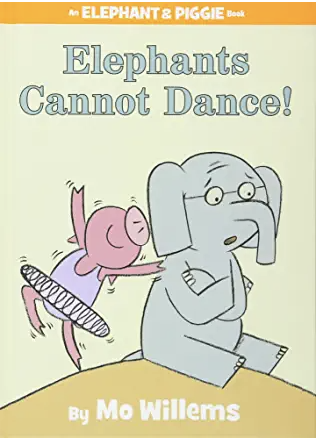 An ELEPHANT & PIGGIE Book
Elephants
Cannot Dance!
By Mo Willems